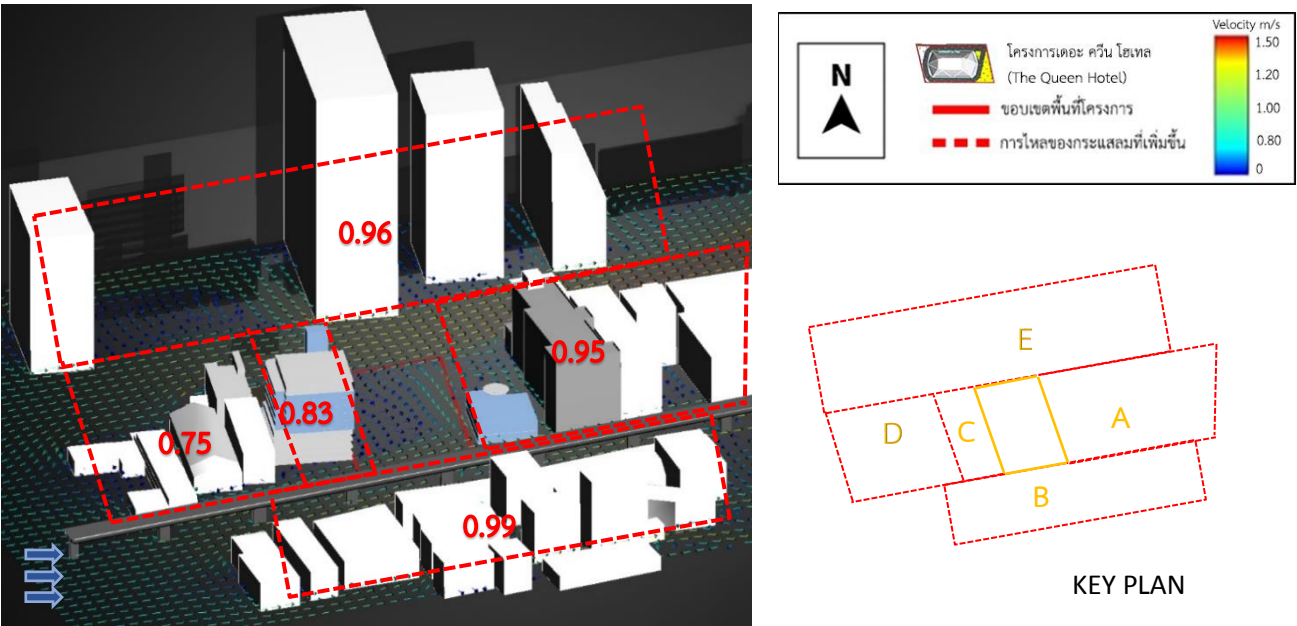 0.96
0.95
0.83
0.75
0.99
N
โครงการเดอะ ควีน โฮเทล
(The Queen Hotel)
ขอบเขตพื้นที่โครงการ
การไหลของกระแสลมที่เพิ่มขึ้น
Velocity m/s
1.50
1.20
1.00
0.80
0
E
D
C
A
B
KEY PLAN